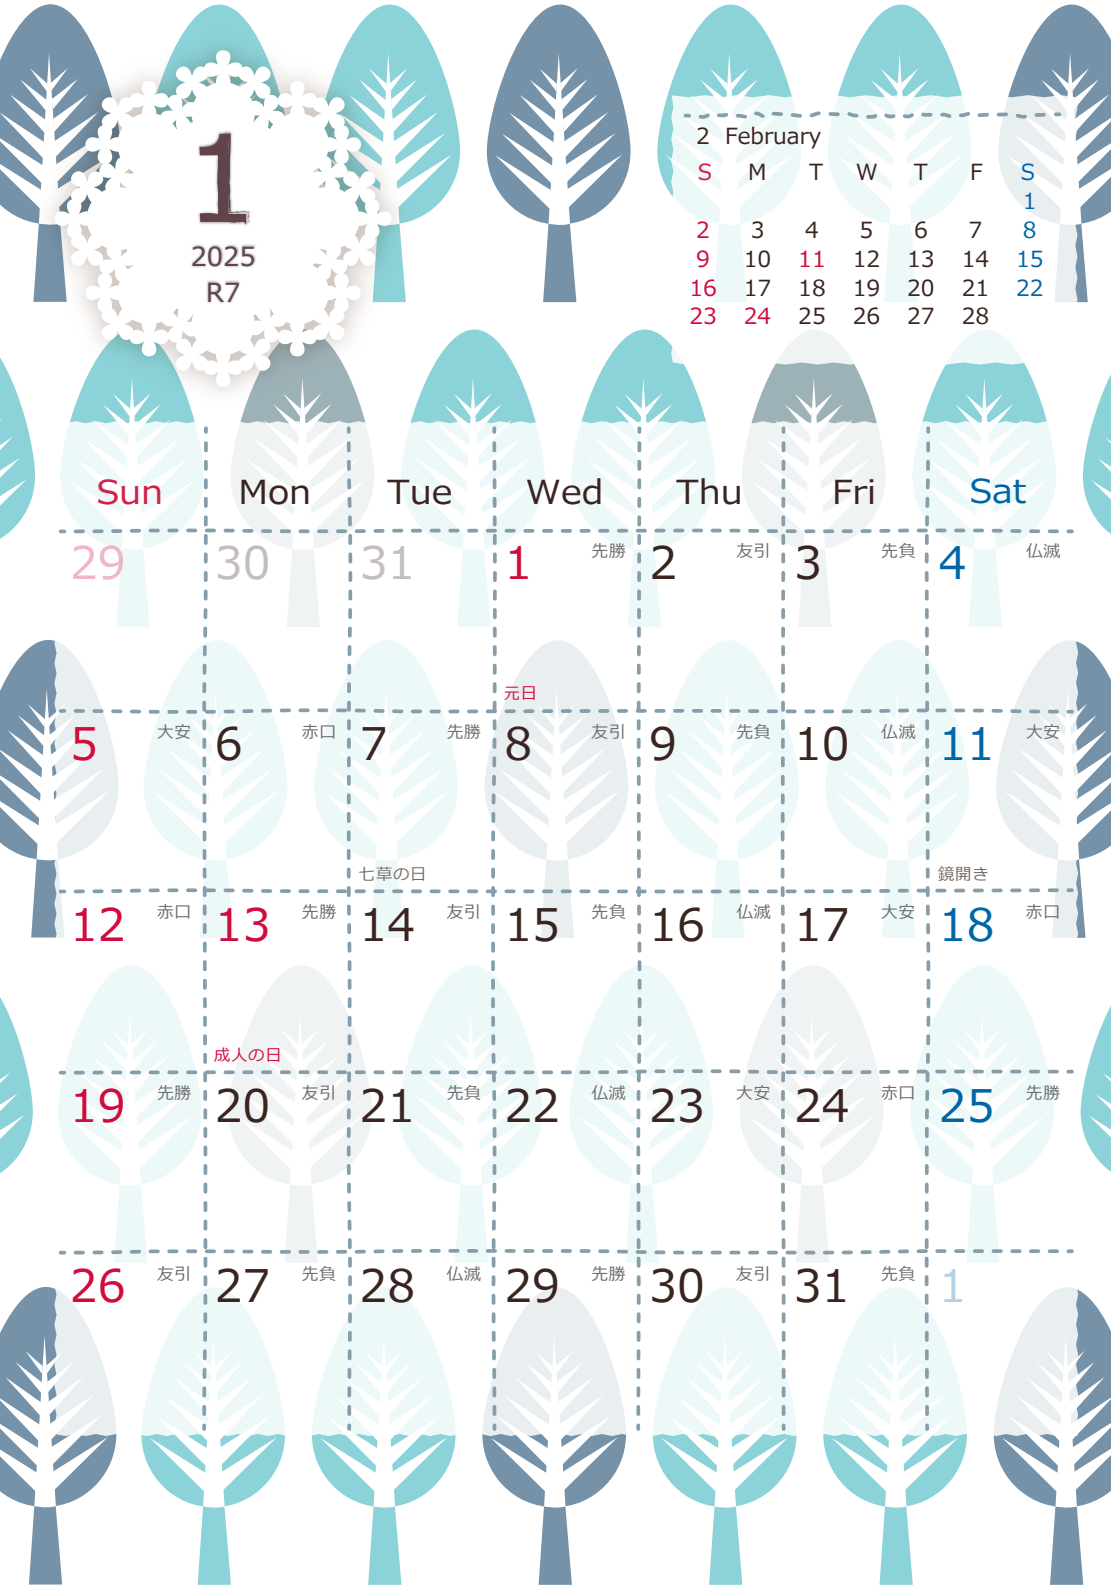 1
2025
R7
2 February
S M T W T F S
1
2 3 4 5 6 7 8
9 10 11 12 13 14 15
16 17 18 19 20 21 22
23 24 25 26 27 28
Sun Mon Tue Wed Thu Fri Sat
29 30 31 1 先勝 2 友引 3 先負 4 仏滅
元日
5 大安 6 赤口 7 先勝 8 友引 9 先負 10 仏滅 11 大安
七草の日 鏡開き
12 赤口 13 先勝 14 友引 15 先負 16 仏滅 17 大安 18 赤口
成人の日
19 先勝 20 友引 21 先負 22 仏滅 23 大安 24 赤口 25 先勝
26 友引 27 先負 28 仏滅 29 先勝 30 友引 31 先負 1